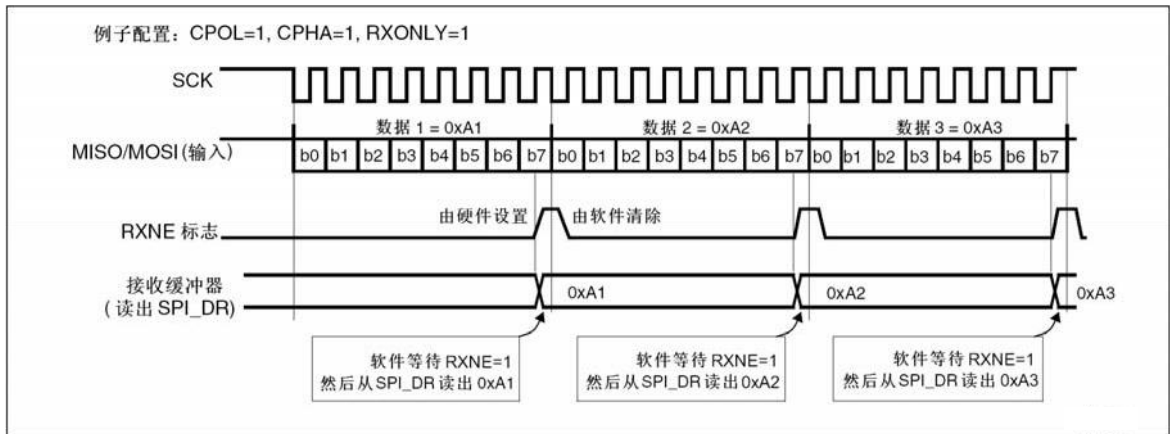 例子配置：CPOL=1, CPHA=1, RXONLY=1
SCK
数据 1 = 0xA1 数据 2 = 0xA2 数据 3 = 0xA3
MISO/MOSI (输入) b0 b1 b2 b3 b4 b5 b6 b7 b0 b1 b2 b3 b4 b5 b6 b7 b0 b1 b2 b3 b4 b5 b6 b7
由硬件设置 由软件清除
RXNE 标志
接收缓冲器
(读出 SPI_DR)
0xA1 0xA2 0xA3
软件等待 RXNE=1
然后从SPI_DR 读出 0xA1
软件等待 RXNE=1
然后从SPI_DR 读出0xA2
软件等待 RXNE=1
然后从SPI_DR 读出 0xA3